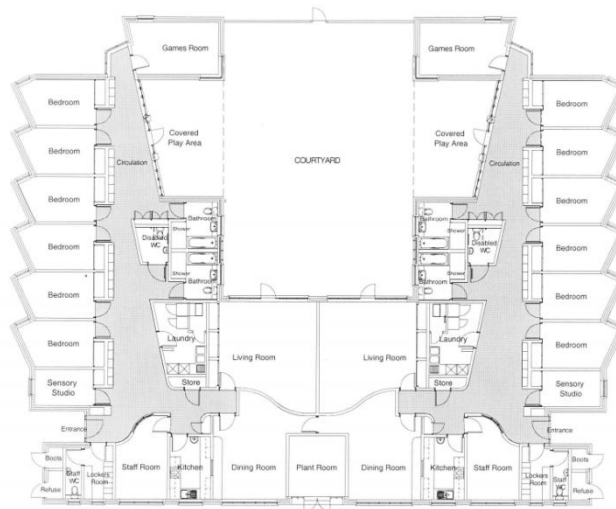 Games Room
Games Room
Bedroom
Bedroom
Covered
Play Area
Covered
Play Area
Bedroom
Bedroom
Circulation
COURTYARD
Circulation
Bedroom
Bedroom
Bathroom
Bathroom
Shower
Shower
Bedroom
Disabled
WC
Disabled
WC
Bedroom
Shower
Shower
Bathroom
Bathroom
Bedroom
Bedroom
Bedroom
Laundry
Living Room
Living Room
Laundry
Bedroom
Sensory
Studio
Store
Store
Sensory
Studio
Entrance
Entrance
Boots
Staff
WC
Lockers
Room
Staff Room
Kitchen
Dining Room
Plant Room
Dining Room
Kitchen
Staff Room
Lockers
Room
Staff
WC
Boots
Refuse
Refuse